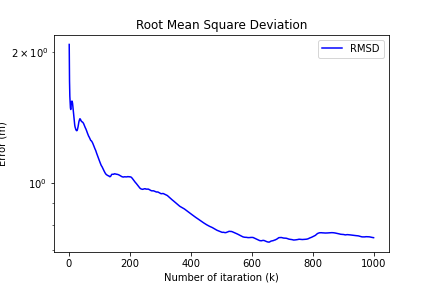 Root Mean Square Deviation
RMSD
Error (m)
2 × 10⁰
10⁰
0
200
400
600
800
1000
Number of itaration (k)